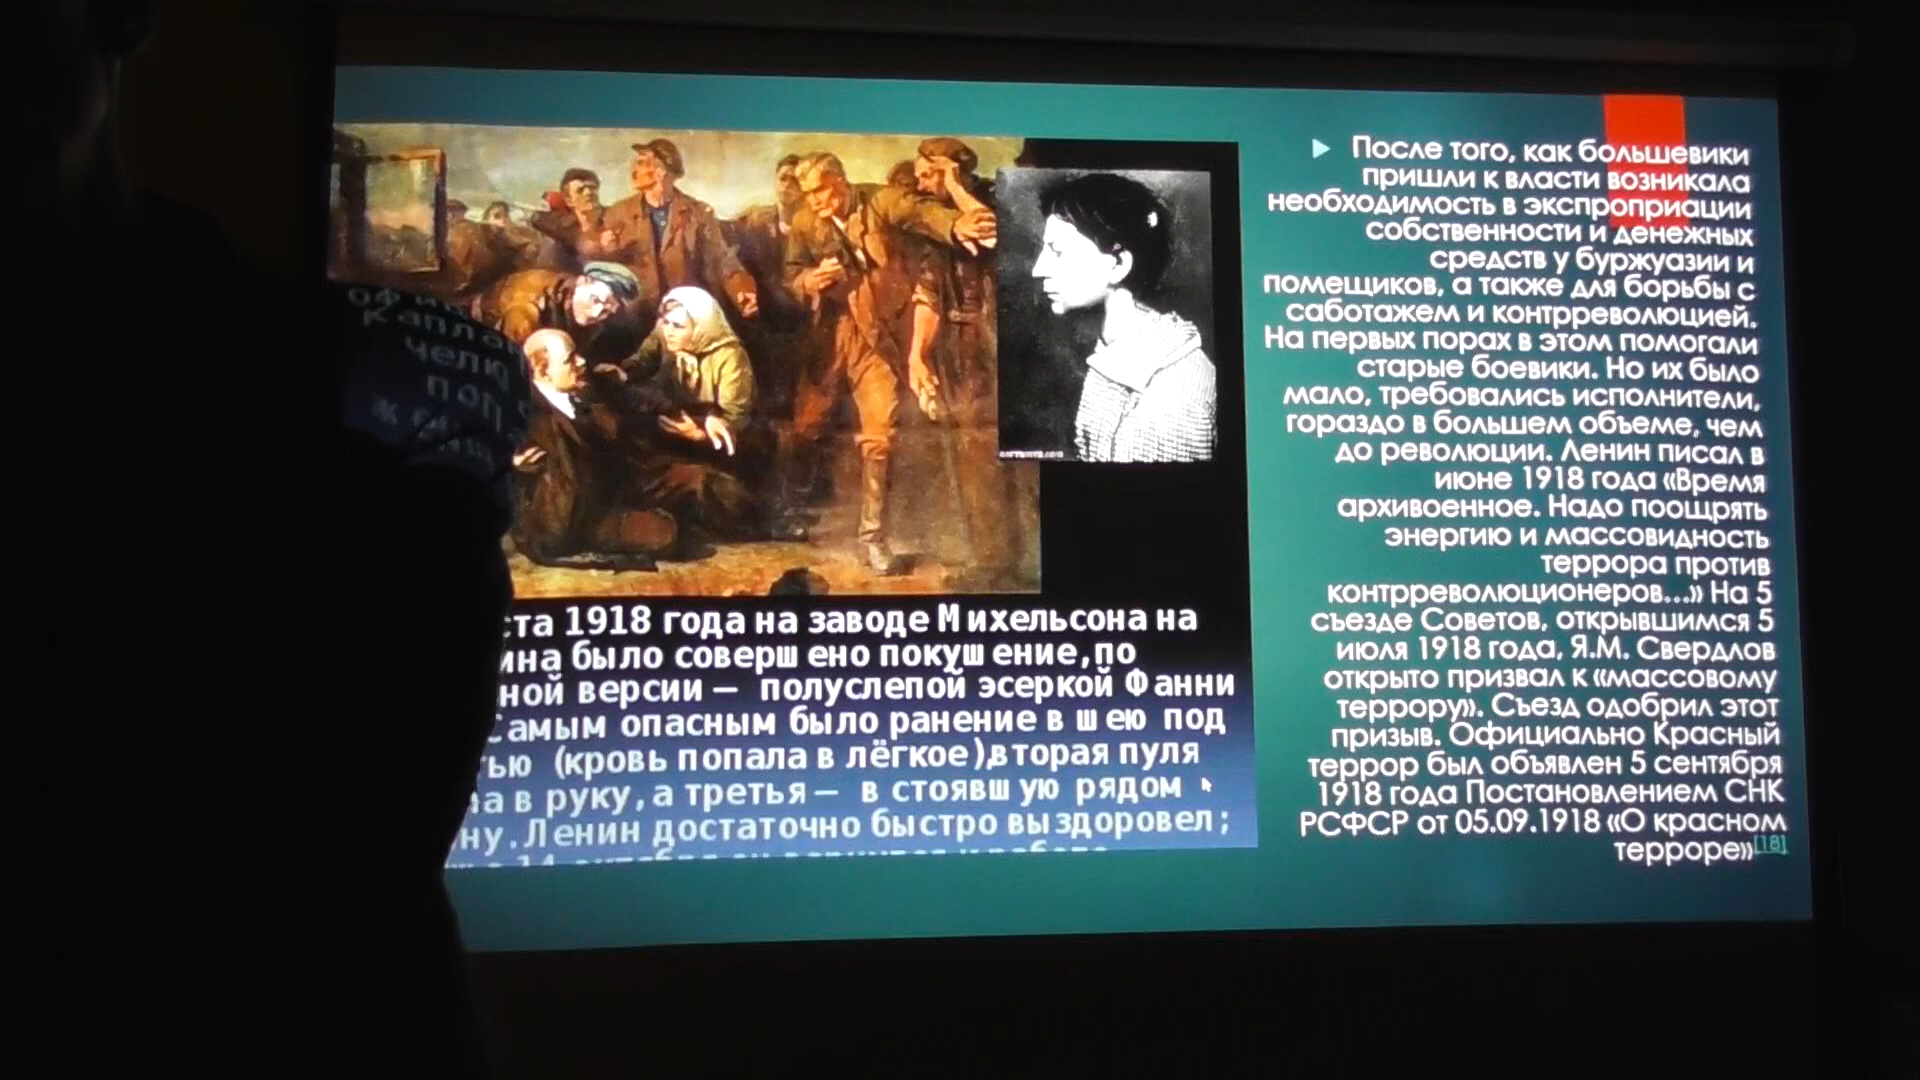 ста 1918 года на заводе Михельсона на
ина было совершено покушение, по
ной версии — полуслепой эсеркой Фанни
Самым опасным было ранение в шею под
тью (кровь попала в лёгкое), вторая пуля
ла в руку, а третья — в стоявшую рядом
ну. Ленин достаточно быстро выздоровел;
После того, как большевики
пришли к власти возникала
необходимость в экспроприации
собственности и денежных
средств у буржуазии и
помещиков, а также для борьбы с
саботажем и контрреволюцией.
На первых порах в этом помогали
старые боевики. Но их было
мало, требовались исполнители,
гораздо в большем объеме, чем
до революции. Ленин писал в
июне 1918 года «Время
архивоенное. Надо поощрять
энергию и массовидность
террора против
контрреволюционеров...» На 5
съезде Советов, открывшимся 5
июля 1918 года, Я.М. Свердлов
открыто призвал к «массовому
террору». Съезд одобрил этот
призыв. Официально Красный
террор был объявлен 5 сентября
1918 года Постановлением СНК
РСФСР от 05.09.1918 «О красном
терроре»[18]